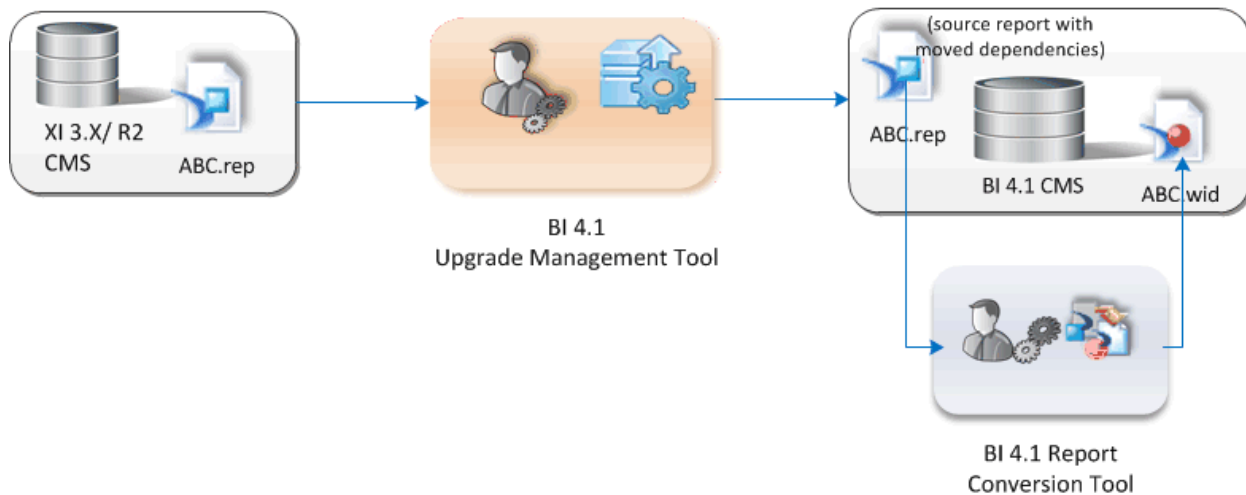 XI 3.X/ R2
CMS
ABC.rep
BI 4.1
Upgrade Management Tool
(source report with
moved dependencies)
ABC.rep
BI 4.1 CMS
ABC.wid
BI 4.1 Report
Conversion Tool